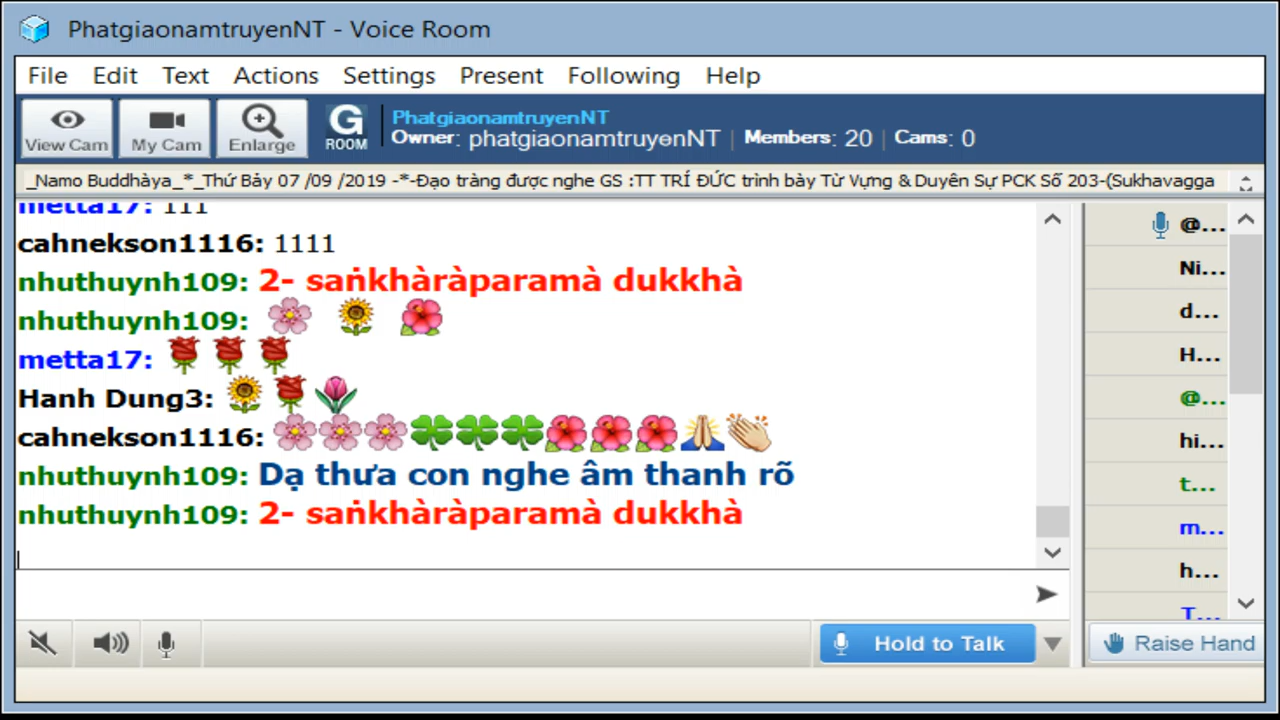 PhatgiaonamtruyenNT - Voice Room
File Edit Text Actions Settings Present Following Help
View Cam My Cam Enlarge G ROOM
PhatgiaonamtruyenNT
Owner: phatgiaonamtruyenNT | Members: 20 | Cams: 0
_Namo Buddhàya_*_Thứ Bảy 07 /09 /2019 -*-Đạo tràng được nghe GS :TT TRÍ ĐỨC trình bày Từ Vựng & Duyên Sự PCK Số 203-(Sukhavagga
metta17: 111
cahnekson1116: 1111
nhuthuynh109: 2- saṅkhàràparamà dukkhà
nhuthuynh109: 🌸 🌻 🌺
metta17: 🌹🌹🌹
Hanh Dung3: 🌻🌹🌷
cahnekson1116: 🌸🌸🌸🍀🍀🍀🌺🌺🌺🙏👏
nhuthuynh109: Dạ thưa con nghe âm thanh rõ
nhuthuynh109: 2- saṅkhàràparamà dukkhà
@...
Ni...
d...
H...
@...
hi...
t...
m...
h...
T...
Hold to Talk
Raise Hand